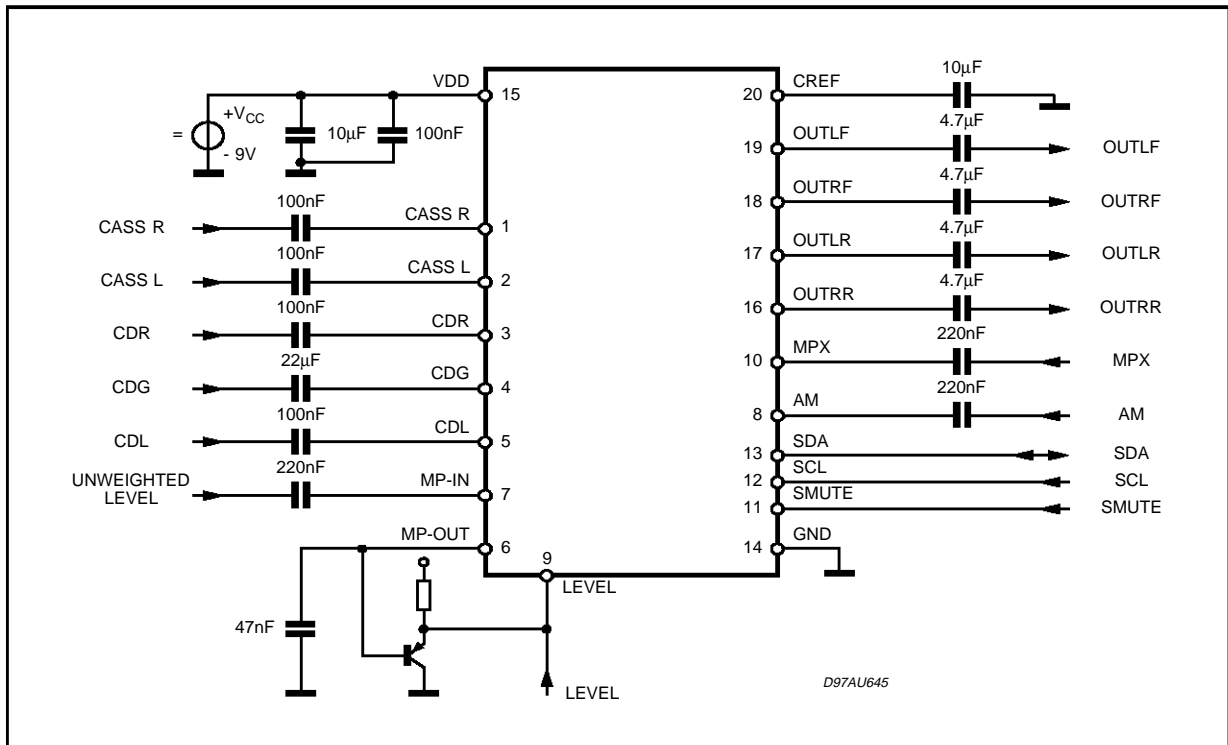 VDD
15
+VCC
=
- 9V
10μF
100nF
100nF
CASS R
CASS R
1
100nF
CASS L
CASS L
2
100nF
CDR
CDR
3
22μF
CDG
CDG
4
100nF
CDL
CDL
5
220nF
UNWEIGHTED
LEVEL
MP-IN
7
MP-OUT
6
47nF
9
LEVEL
LEVEL
20
CREF
10μF
19
OUTLF
4.7μF
OUTLF
18
OUTRF
4.7μF
OUTRF
17
OUTLR
4.7μF
OUTLR
16
OUTRR
4.7μF
OUTRR
10
MPX
220nF
MPX
8
AM
220nF
AM
13
SDA
SDA
12
SCL
SCL
11
SMUTE
SMUTE
14
GND
D97AU645